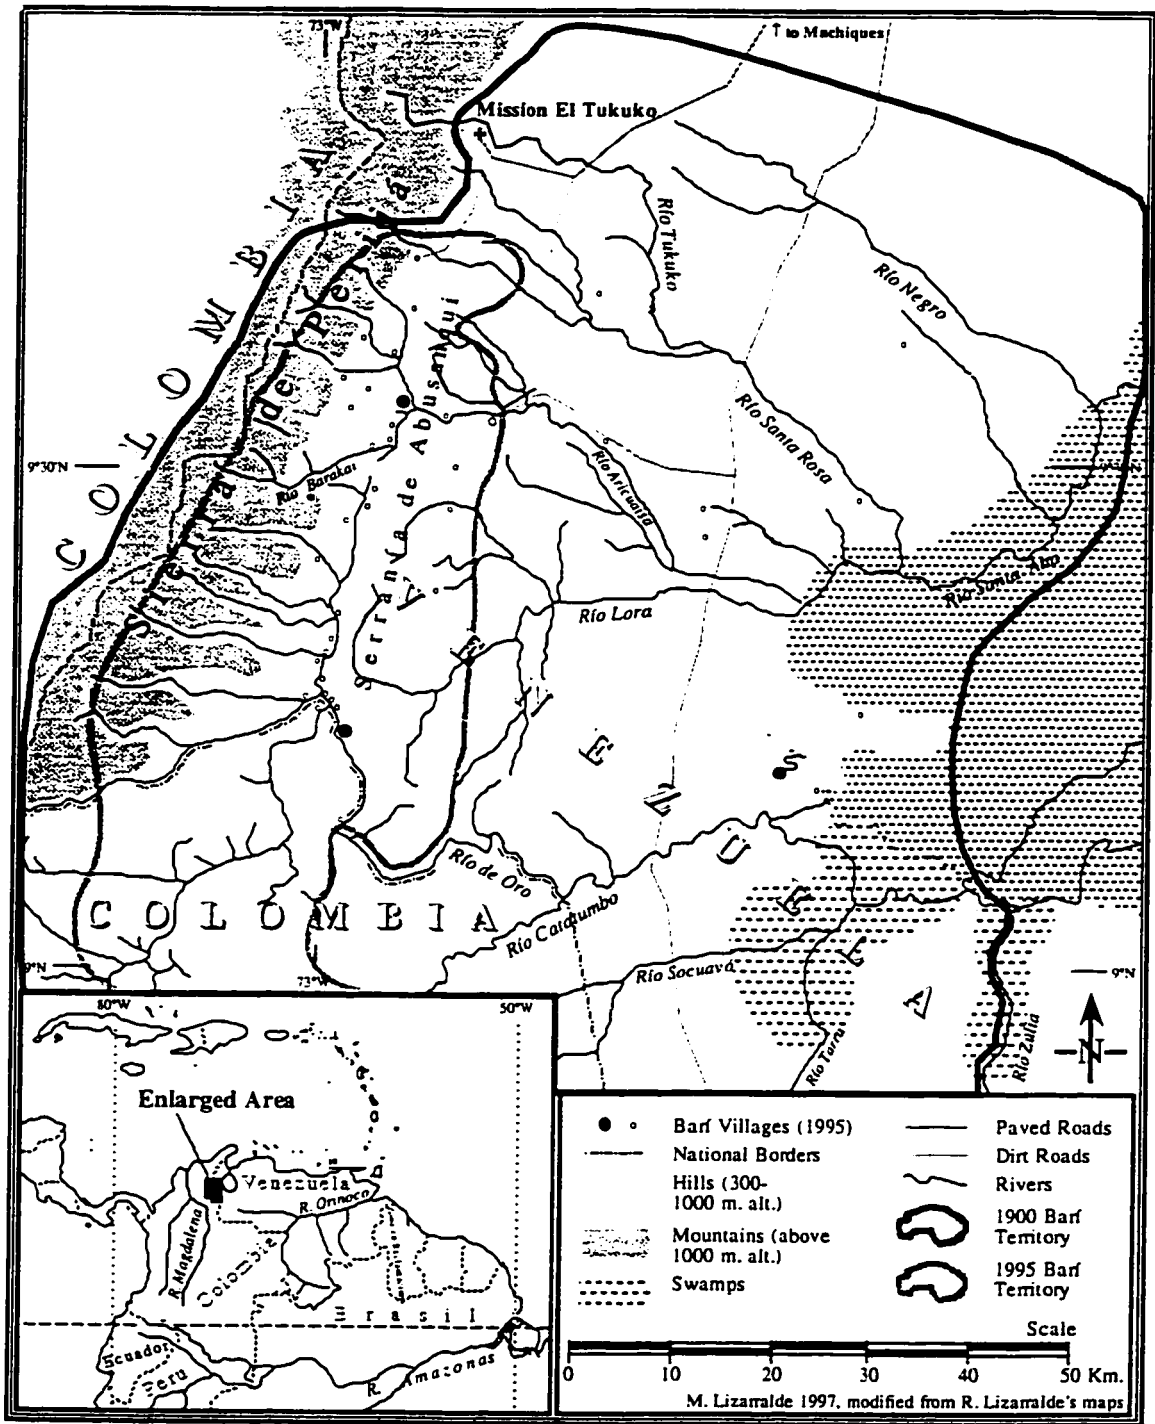 73°W
↑ to Machiques
Mission El Tukuko
COLOMBIA
Sierra de Perijá
Río Tukuko
Río Negro
Serranía de Abusanqui
Río Santa Rosa
9°30'N
Río Barakai
Río Aricuaisá
Río Santa Ana
Río Lora
VENEZUELA
Río de Oro
COLOMBIA
Río Catatumbo
Río Socuavó
9°N
73°W
9°N
N
Río Tarra
Río Zulia
80°W
50°W
Enlarged Area
Venezuela
R. Orinoco
R. Magdalena
Colombia
Brasil
Ecuador
Peru
R. Amazonas
Barí Villages (1995)
National Borders
Hills (300-
1000 m. alt.)
Mountains (above
1000 m. alt.)
Swamps
Paved Roads
Dirt Roads
Rivers
1900 Barí
Territory
1995 Barí
Territory
Scale
0 10 20 30 40 50 Km.
M. Lizarralde 1997, modified from R. Lizarralde's maps